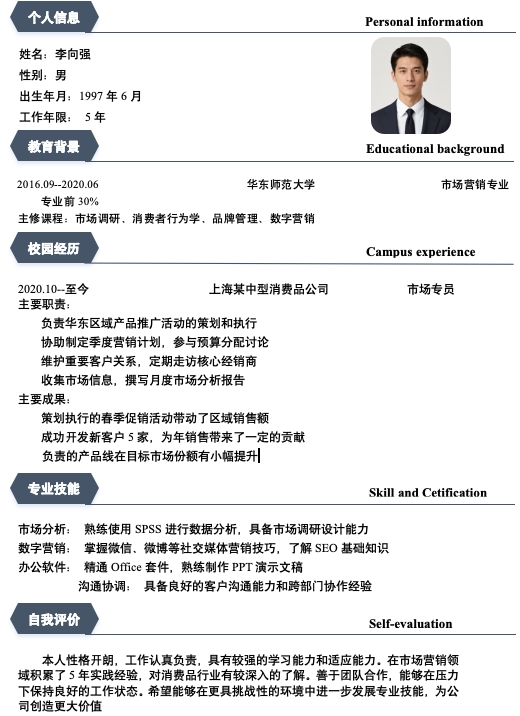 个人信息
Personal information
姓名：李向强
性别：男
出生年月：1997 年 6 月
工作年限： 5 年
教育背景
Educational background
2016.09--2020.06 华东师范大学 市场营销专业
专业前 30%
主修课程：市场调研、消费者行为学、品牌管理、数字营销
校园经历
Campus experience
2020.10--至今 上海某中型消费品公司 市场专员
主要职责：
负责华东区域产品推广活动的策划和执行
协助制定季度营销计划，参与预算分配讨论
维护重要客户关系，定期走访核心经销商
收集市场信息，撰写月度市场分析报告
主要成果：
策划执行的春季促销活动带动了区域销售额
成功开发新客户 5 家，为年销售带来了一定的贡献
负责的产品线在目标市场份额有小幅提升
专业技能
Skill and Cetification
市场分析： 熟练使用 SPSS 进行数据分析，具备市场调研设计能力
数字营销： 掌握微信、微博等社交媒体营销技巧，了解 SEO 基础知识
办公软件： 精通 Office 套件，熟练制作 PPT 演示文稿
沟通协调： 具备良好的客户沟通能力和跨部门协作经验
自我评价
Self-evaluation
本人性格开朗，工作认真负责，具有较强的学习能力和适应能力。在市场营销领
域积累了 5 年实践经验，对消费品行业有较深入的了解。善于团队合作，能够在压力
下保持良好的工作状态。希望能够在更具挑战性的环境中进一步发展专业技能，为公
司创造更大价值